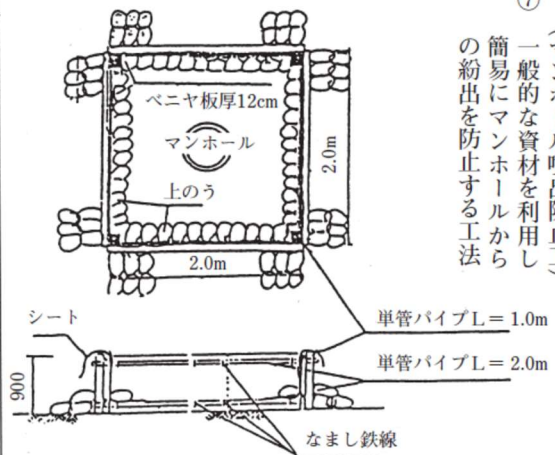 ⑦
一般的な資材を利用し
簡易にマンホールから
の紛出を防止する工法
ベニヤ板厚12cm
マンホール
上のう
2.0m
2.0m
シート
900
単管パイプL＝1.0m
単管パイプL＝2.0m
なまし鉄線